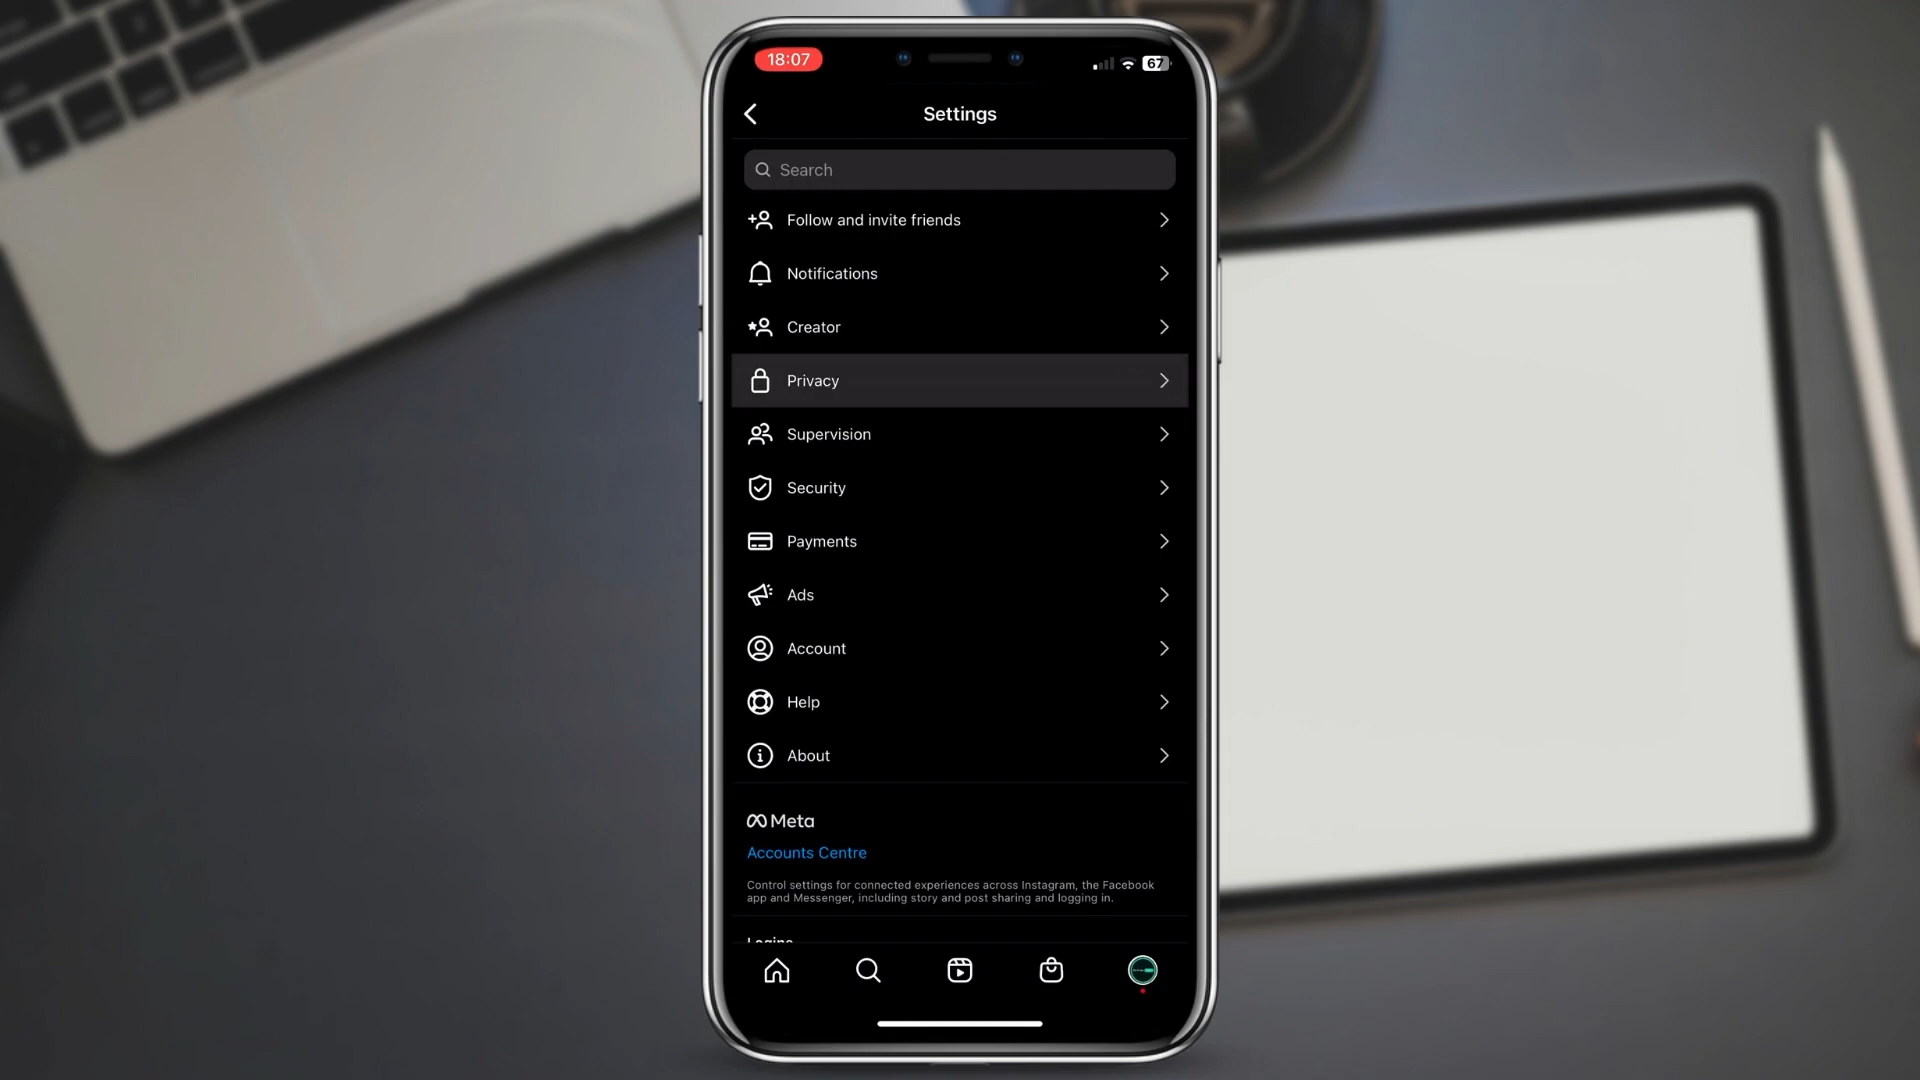 18:07
67
Settings
Search
Follow and invite friends
Notifications
Creator
Privacy
Supervision
Security
Payments
Ads
Account
Help
About
Meta
Accounts Centre
Control settings for connected experiences across Instagram, the Facebook
app and Messenger, including story and post sharing and logging in.
Logins